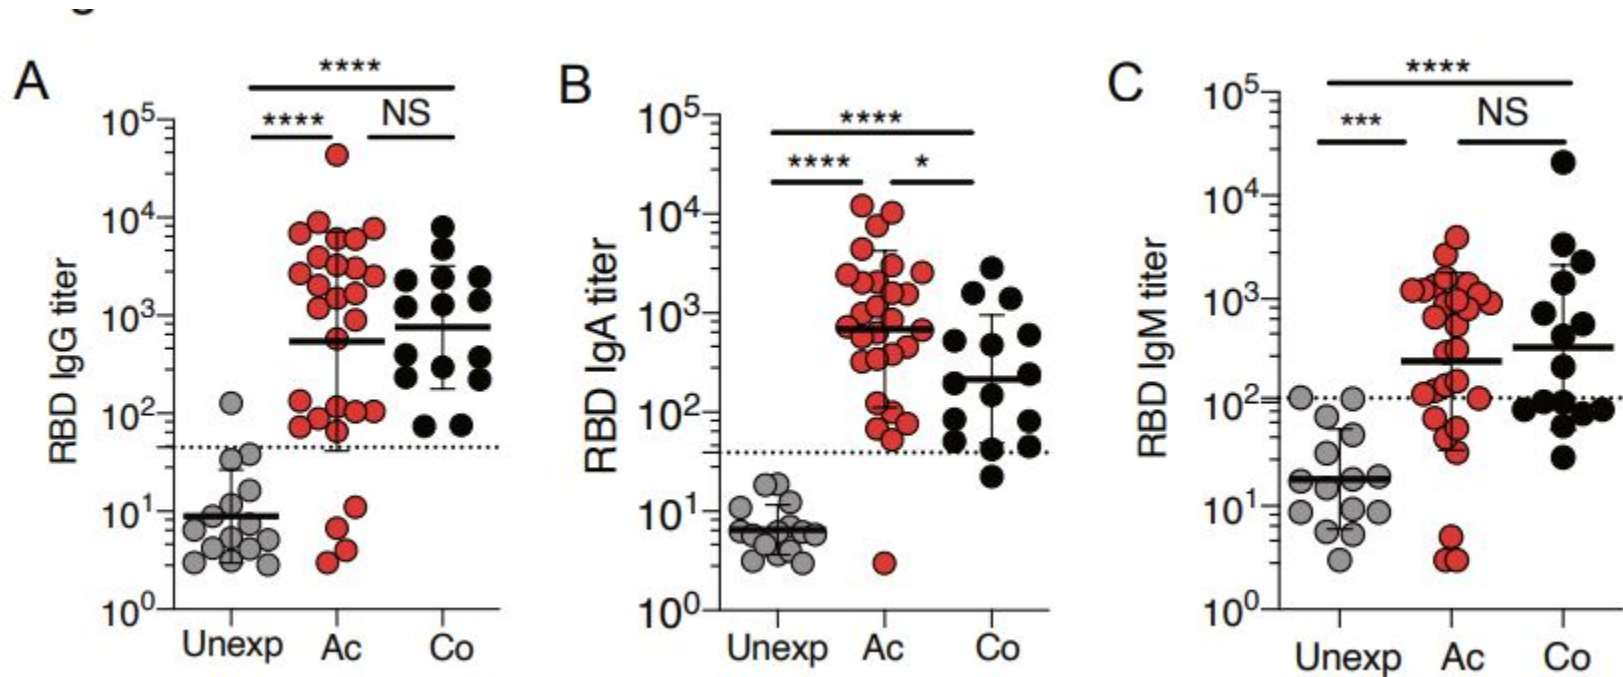 A
****
**** NS
RBD IgG titer
10^5
10^4
10^3
10^2
10^1
10^0
Unexp Ac Co
B
****
**** *
RBD IgA titer
10^5
10^4
10^3
10^2
10^1
10^0
Unexp Ac Co
C
****
*** NS
RBD IgM titer
10^5
10^4
10^3
10^2
10^1
10^0
Unexp Ac Co